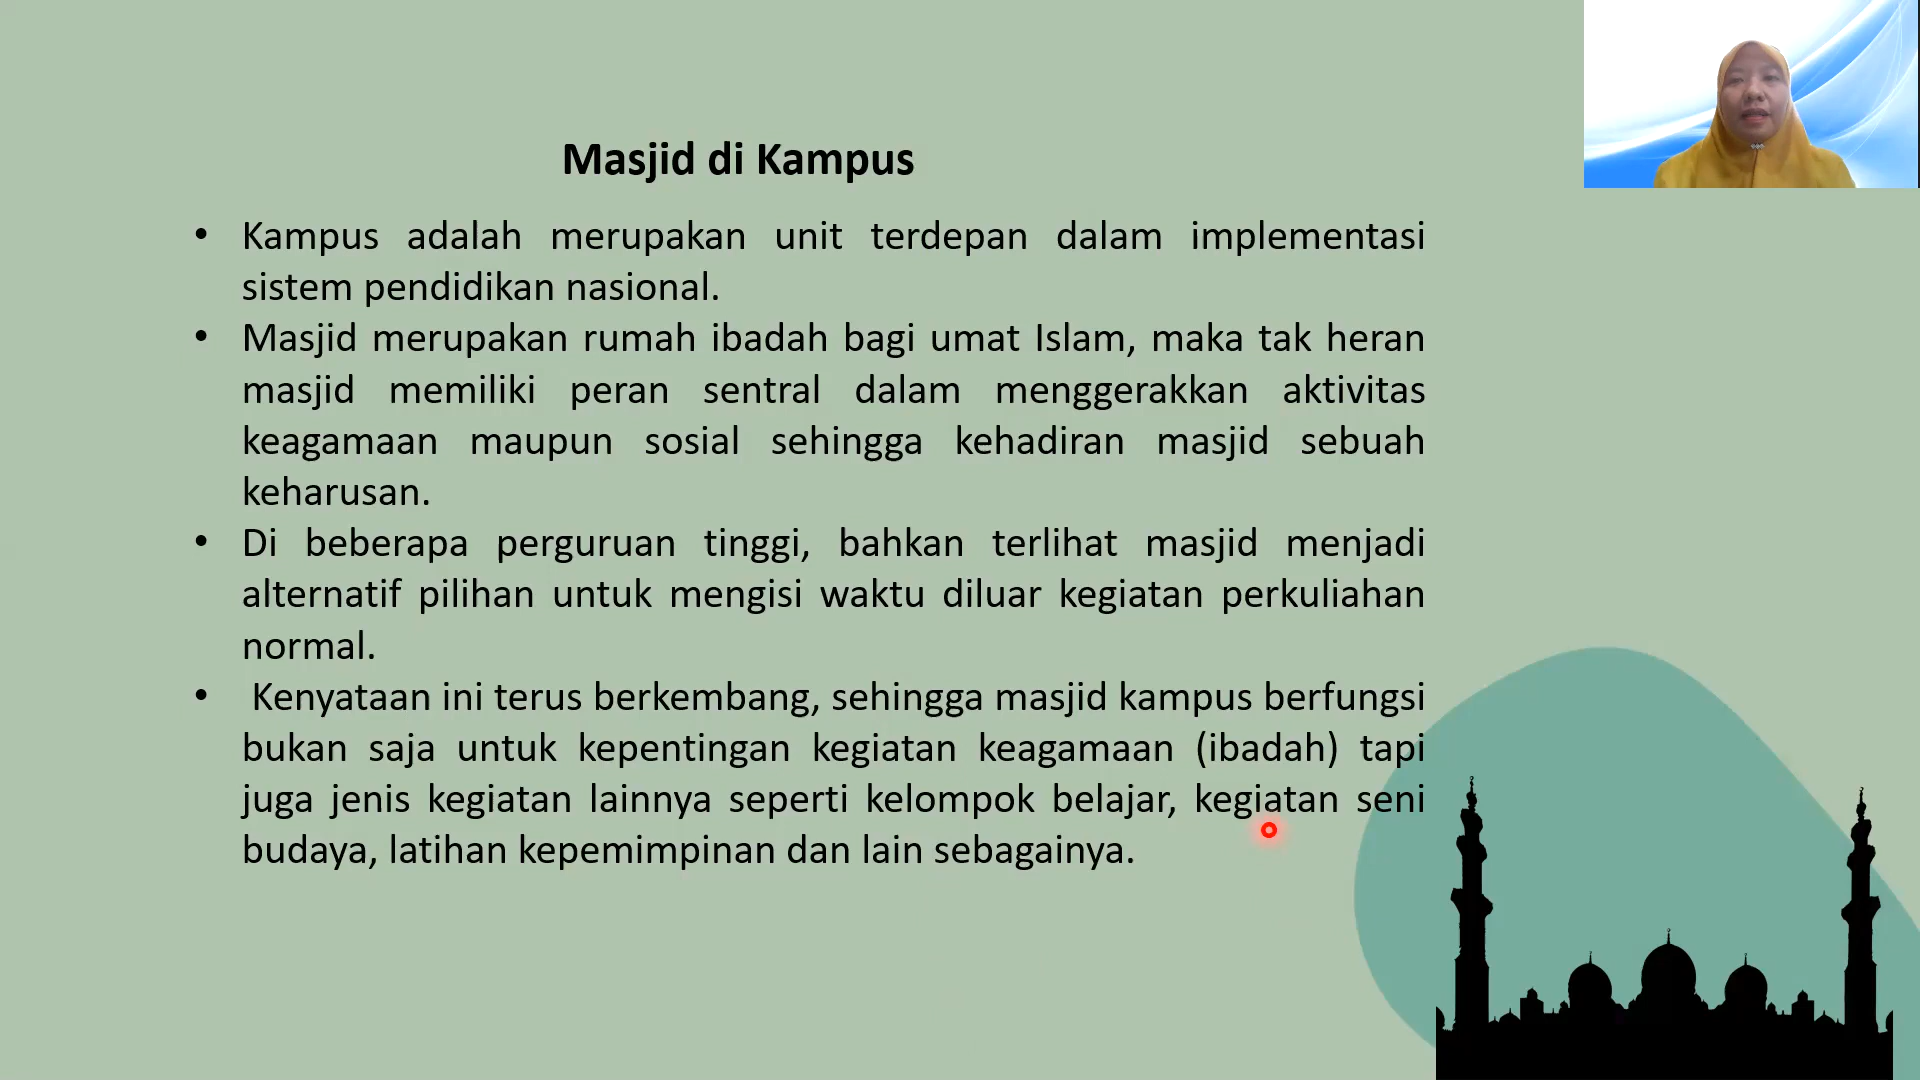 Masjid di Kampus
• Kampus adalah merupakan unit terdepan dalam implementasi
sistem pendidikan nasional.
• Masjid merupakan rumah ibadah bagi umat Islam, maka tak heran
masjid memiliki peran sentral dalam menggerakkan aktivitas
keagamaan maupun sosial sehingga kehadiran masjid sebuah
keharusan.
• Di beberapa perguruan tinggi, bahkan terlihat masjid menjadi
alternatif pilihan untuk mengisi waktu diluar kegiatan perkuliahan
normal.
• Kenyataan ini terus berkembang, sehingga masjid kampus berfungsi
bukan saja untuk kepentingan kegiatan keagamaan (ibadah) tapi
juga jenis kegiatan lainnya seperti kelompok belajar, kegiatan seni
budaya, latihan kepemimpinan dan lain sebagainya.